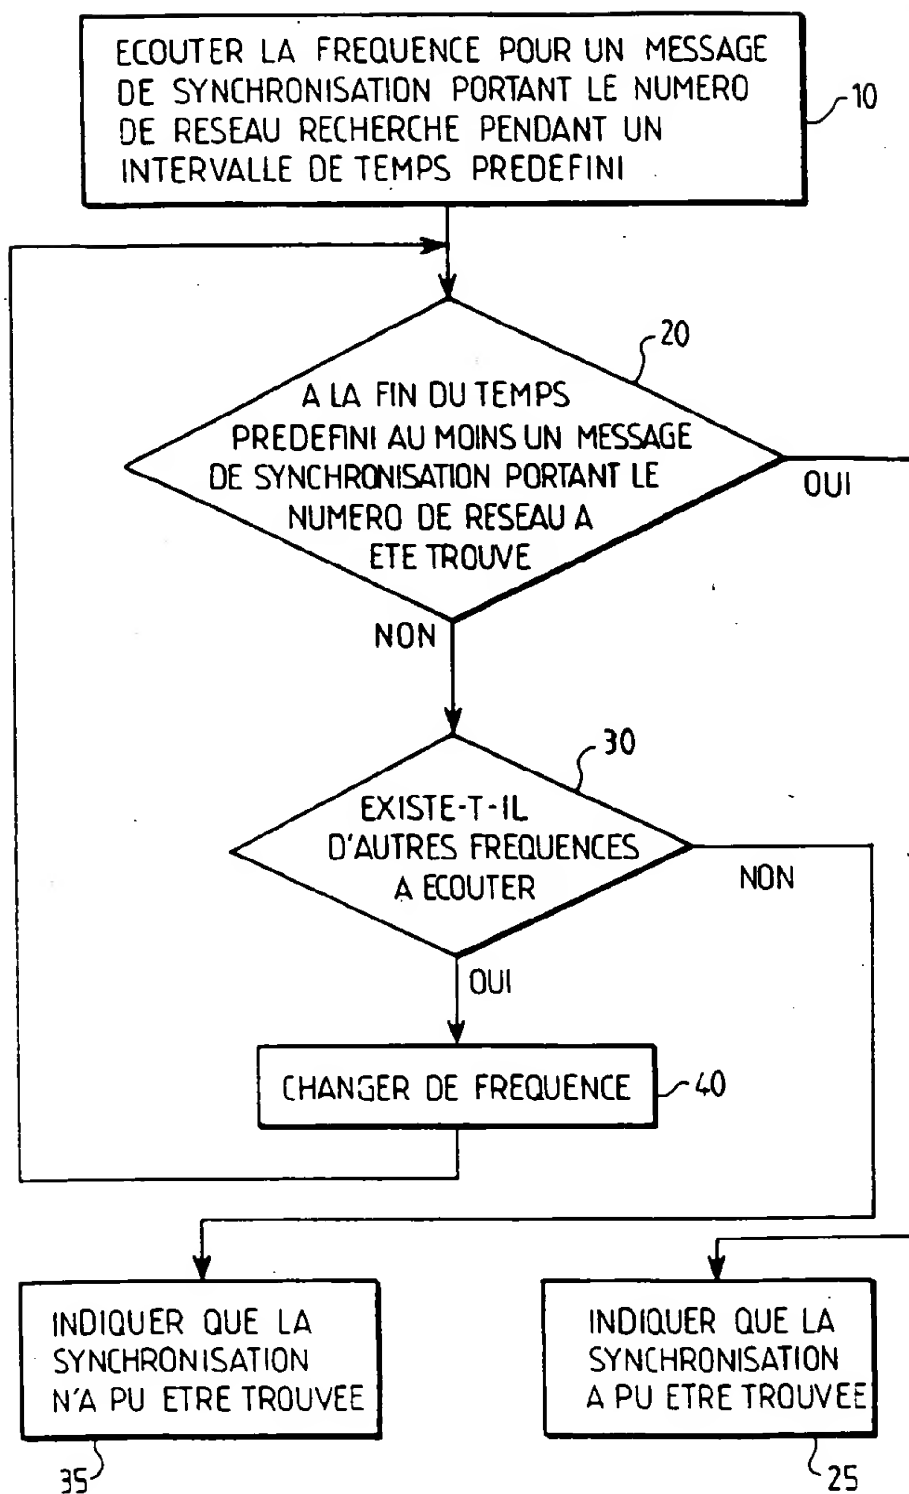 ECOUTER LA FREQUENCE POUR UN MESSAGE
DE SYNCHRONISATION PORTANT LE NUMERO
DE RESEAU RECHERCHE PENDANT UN
INTERVALLE DE TEMPS PREDEFINI
10
20
A LA FIN DU TEMPS
PREDEFINI AU MOINS UN MESSAGE
DE SYNCHRONISATION PORTANT LE
NUMERO DE RESEAU A
ETE TROUVE
OUI
NON
30
EXISTE-T-IL
D'AUTRES FREQUENCES
A ECOUTER
NON
OUI
CHANGER DE FREQUENCE
40
INDIQUER QUE LA
SYNCHRONISATION
N'A PU ETRE TROUVEE
35
INDIQUER QUE LA
SYNCHRONISATION
A PU ETRE TROUVEE
25